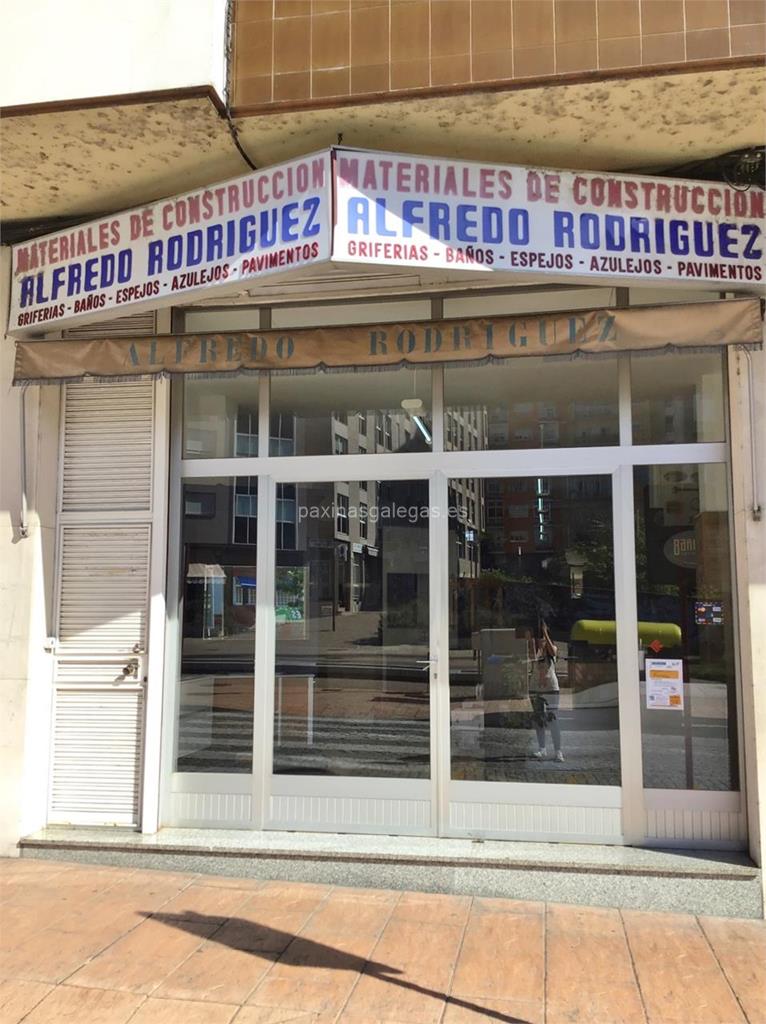 MATERIALES DE CONSTRUCCION
ALFREDO RODRIGUEZ
GRIFERIAS - BAÑOS - ESPEJOS - AZULEJOS - PAVIMENTOS
MATERIALES DE CONSTRUCCION
ALFREDO RODRIGUEZ
GRIFERIAS - BAÑOS - ESPEJOS - AZULEJOS - PAVIMENTOS
ALFREDO RODRIGUEZ
paxinasgalegas.es